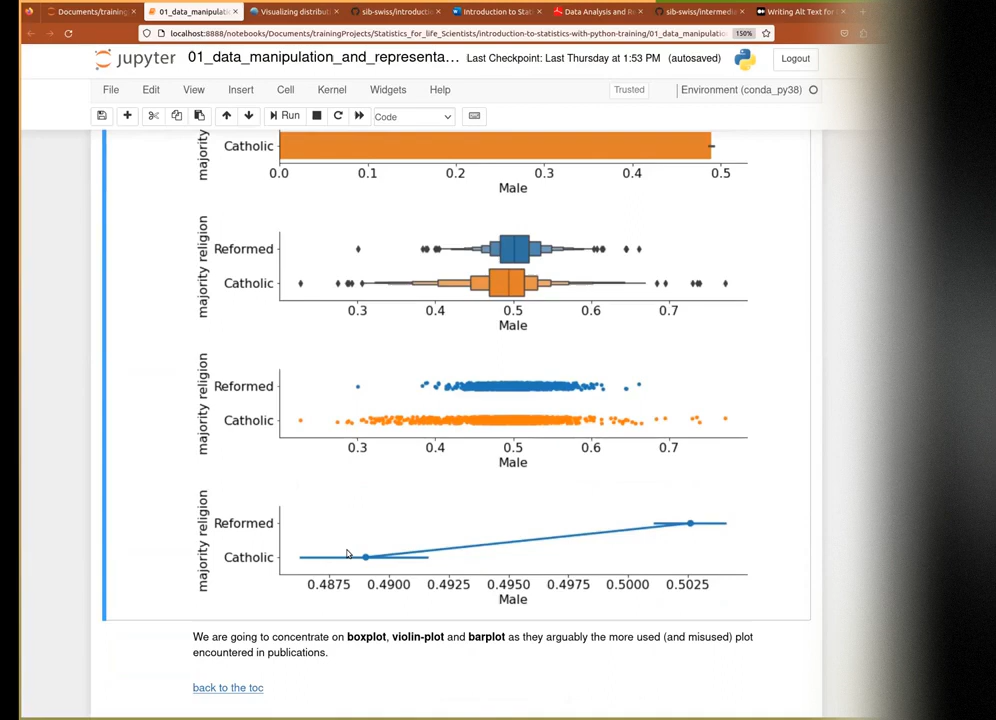 Documents/training
01_data_manipulati
Visualizing distribut
sib-swiss/introducti
Introduction to Stat
Data Analysis and R
sib-swiss/intermedi
Writing Alt Text for
localhost:8888/notebooks/Documents/trainingProjects/Statistics_for_life_Scientists/introduction-to-statistics-with-python-training/01_data_manipulation
150%
jupyter 01_data_manipulation_and_representa… Last Checkpoint: Last Thursday at 1:53 PM (autosaved)
Logout
File Edit View Insert Cell Kernel Widgets Help
Trusted
Environment (conda_py38)
Run
Code
majority
Catholic
0.0 0.1 0.2 0.3 0.4 0.5
Male
majority religion
Reformed
Catholic
0.3 0.4 0.5 0.6 0.7
Male
majority religion
Reformed
Catholic
0.3 0.4 0.5 0.6 0.7
Male
majority religion
Reformed
Catholic
0.4875 0.4900 0.4925 0.4950 0.4975 0.5000 0.5025
Male
We are going to concentrate on boxplot, violin-plot and barplot as they arguably the more used (and misused) plot
encountered in publications.
back to the toc